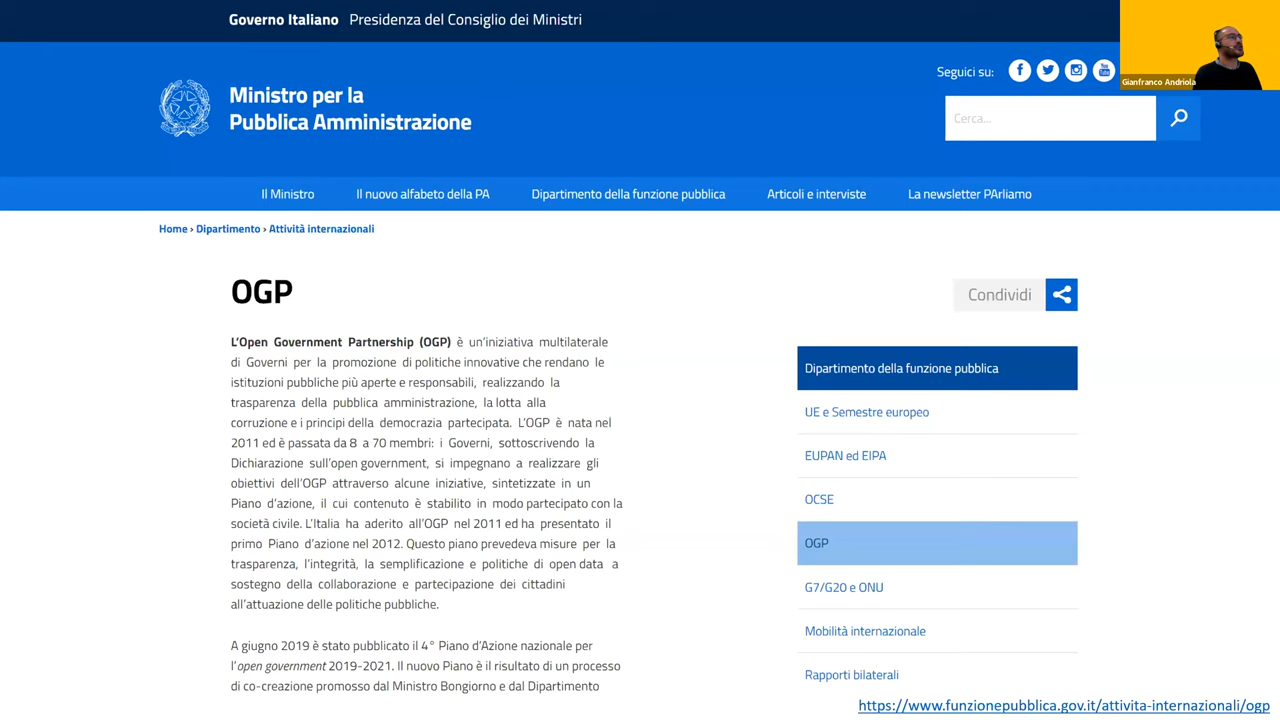 Governo Italiano Presidenza del Consiglio dei Ministri
Seguici su:
Gianfranco Andriola
Ministro per la
Pubblica Amministrazione
Cerca...
Il Ministro Il nuovo alfabeto della PA Dipartimento della funzione pubblica Articoli e interviste La newsletter PArliamo
Home › Dipartimento › Attività internazionali
OGP
Condividi
L'Open Government Partnership (OGP) è un'iniziativa multilaterale
di Governi per la promozione di politiche innovative che rendano le
istituzioni pubbliche più aperte e responsabili, realizzando la
trasparenza della pubblica amministrazione, la lotta alla
corruzione e i principi della democrazia partecipata. L'OGP è nata nel
2011 ed è passata da 8 a 70 membri: i Governi, sottoscrivendo la
Dichiarazione sull'open government, si impegnano a realizzare gli
obiettivi dell'OGP attraverso alcune iniziative, sintetizzate in un
Piano d'azione, il cui contenuto è stabilito in modo partecipato con la
società civile. L'Italia ha aderito all'OGP nel 2011 ed ha presentato il
primo Piano d'azione nel 2012. Questo piano prevedeva misure per la
trasparenza, l'integrità, la semplificazione e politiche di open data a
sostegno della collaborazione e partecipazione dei cittadini
all'attuazione delle politiche pubbliche.
A giugno 2019 è stato pubblicato il 4° Piano d'Azione nazionale per
l'open government 2019-2021. Il nuovo Piano è il risultato di un processo
di co-creazione promosso dal Ministro Bongiorno e dal Dipartimento
Dipartimento della funzione pubblica
UE e Semestre europeo
EUPAN ed EIPA
OCSE
OGP
G7/G20 e ONU
Mobilità internazionale
Rapporti bilaterali
https://www.funzionepubblica.gov.it/attivita-internazionali/ogp